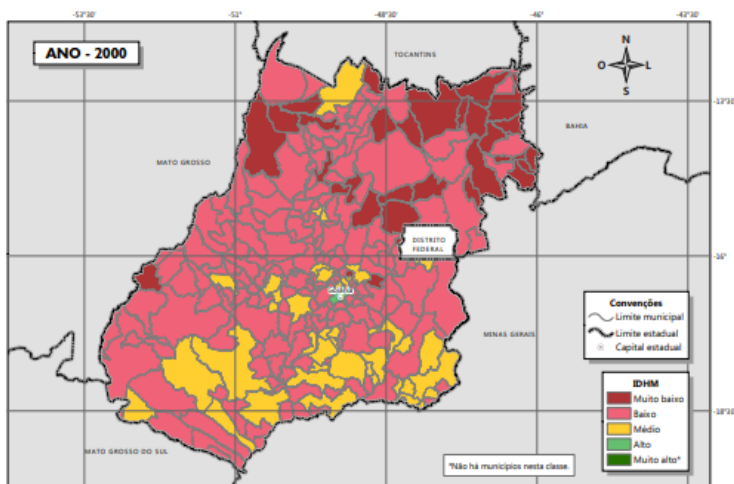 -53°30'
-51°
-48°30'
-46°
-43°30'
ANO - 2000
TOCANTINS
N
O
L
S
-13°30'
BAHIA
MATO GROSSO
DISTRITO
FEDERAL
-16°
MINAS GERAIS
Convenções
Limite municipal
Limite estadual
Capital estadual
IDHM
Muito baixo
Baixo
Médio
Alto
Muito alto*
-18°30'
MATO GROSSO DO SUL
*Não há municípios nesta classe.